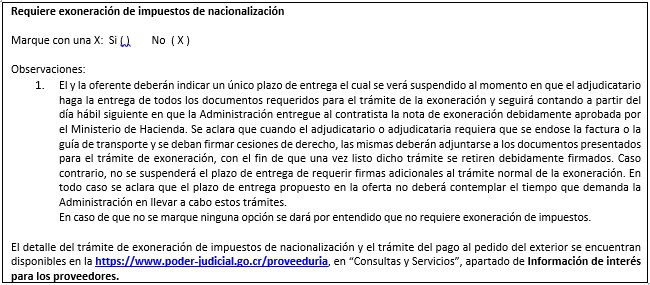 Requiere exoneración de impuestos de nacionalización
Marque con una X: Si ( ) No ( X )
Observaciones:
1. El y la oferente deberán indicar un único plazo de entrega el cual se verá suspendido al momento en que el adjudicatario
haga la entrega de todos los documentos requeridos para el trámite de la exoneración y seguirá contando a partir del
día hábil siguiente en que la Administración entregue al contratista la nota de exoneración debidamente aprobada por
el Ministerio de Hacienda. Se aclara que cuando el adjudicatario o adjudicataria requiera que se endose la factura o la
guía de transporte y se deban firmar cesiones de derecho, las mismas deberán adjuntarse a los documentos presentados
para el trámite de exoneración, con el fin de que una vez listo dicho trámite se retiren debidamente firmados. Caso
contrario, no se suspenderá el plazo de entrega de requerir firmas adicionales al trámite normal de la exoneración. En
todo caso se aclara que el plazo de entrega propuesto en la oferta no deberá contemplar el tiempo que demanda la
Administración en llevar a cabo estos trámites.
En caso de que no se marque ninguna opción se dará por entendido que no requiere exoneración de impuestos.
El detalle del trámite de exoneración de impuestos de nacionalización y el trámite del pago al pedido del exterior se encuentran
disponibles en la https://www.poder-judicial.go.cr/proveeduria, en “Consultas y Servicios”, apartado de Información de interés
para los proveedores.